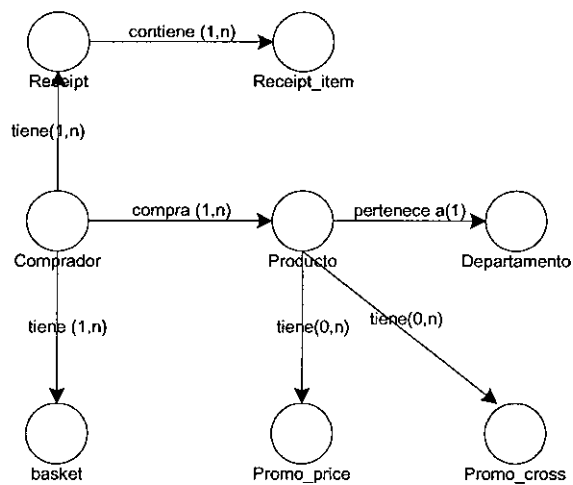 contiene (1,n)
Receipt
Receipt_item
tiene(1,n)
compra (1,n)
pertenece a(1)
Comprador
Producto
Departamento
tiene (1,n)
tiene(0,n)
tiene(0,n)
basket
Promo_price
Promo_cross